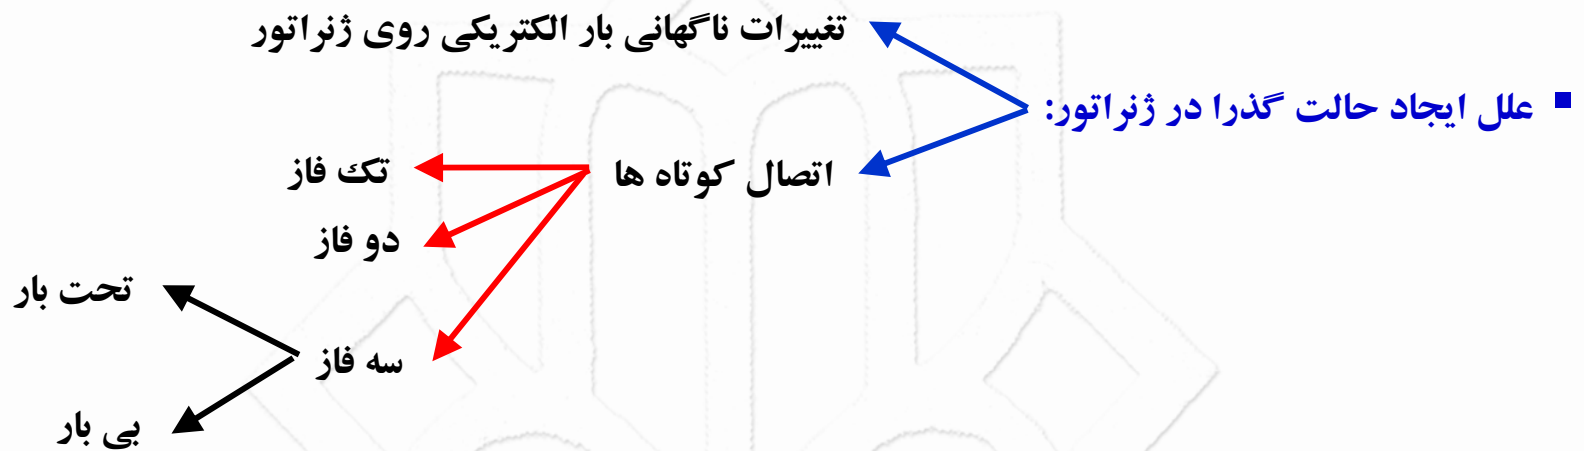 علل ایجاد حالت گذرا در ژنراتور:
تغییرات ناگهانی بار الکتریکی روی ژنراتور
اتصال کوتاه ها
تک فاز
دو فاز
سه فاز
تحت بار
بی بار